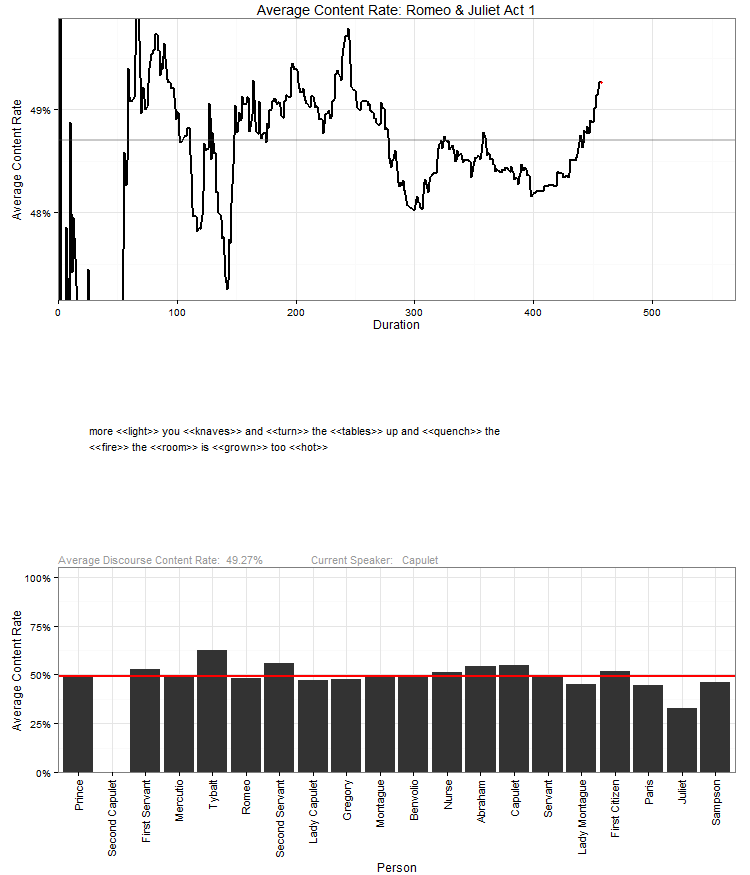 Average Content Rate: Romeo & Juliet Act 1
Average Content Rate
49%
48%
0 100 200 300 400 500
Duration
more <<light>> you <<knaves>> and <<turn>> the <<tables>> up and <<quench>> the
<<fire>> the <<room>> is <<grown>> too <<hot>>
Average Discourse Content Rate: 49.27% Current Speaker: Capulet
Average Content Rate
100%
75%
50%
25%
0%
Prince
Second Capulet
First Servant
Mercutio
Tybalt
Romeo
Second Servant
Lady Capulet
Gregory
Montague
Benvolio
Nurse
Abraham
Capulet
Servant
Lady Montague
First Citizen
Paris
Juliet
Sampson
Person